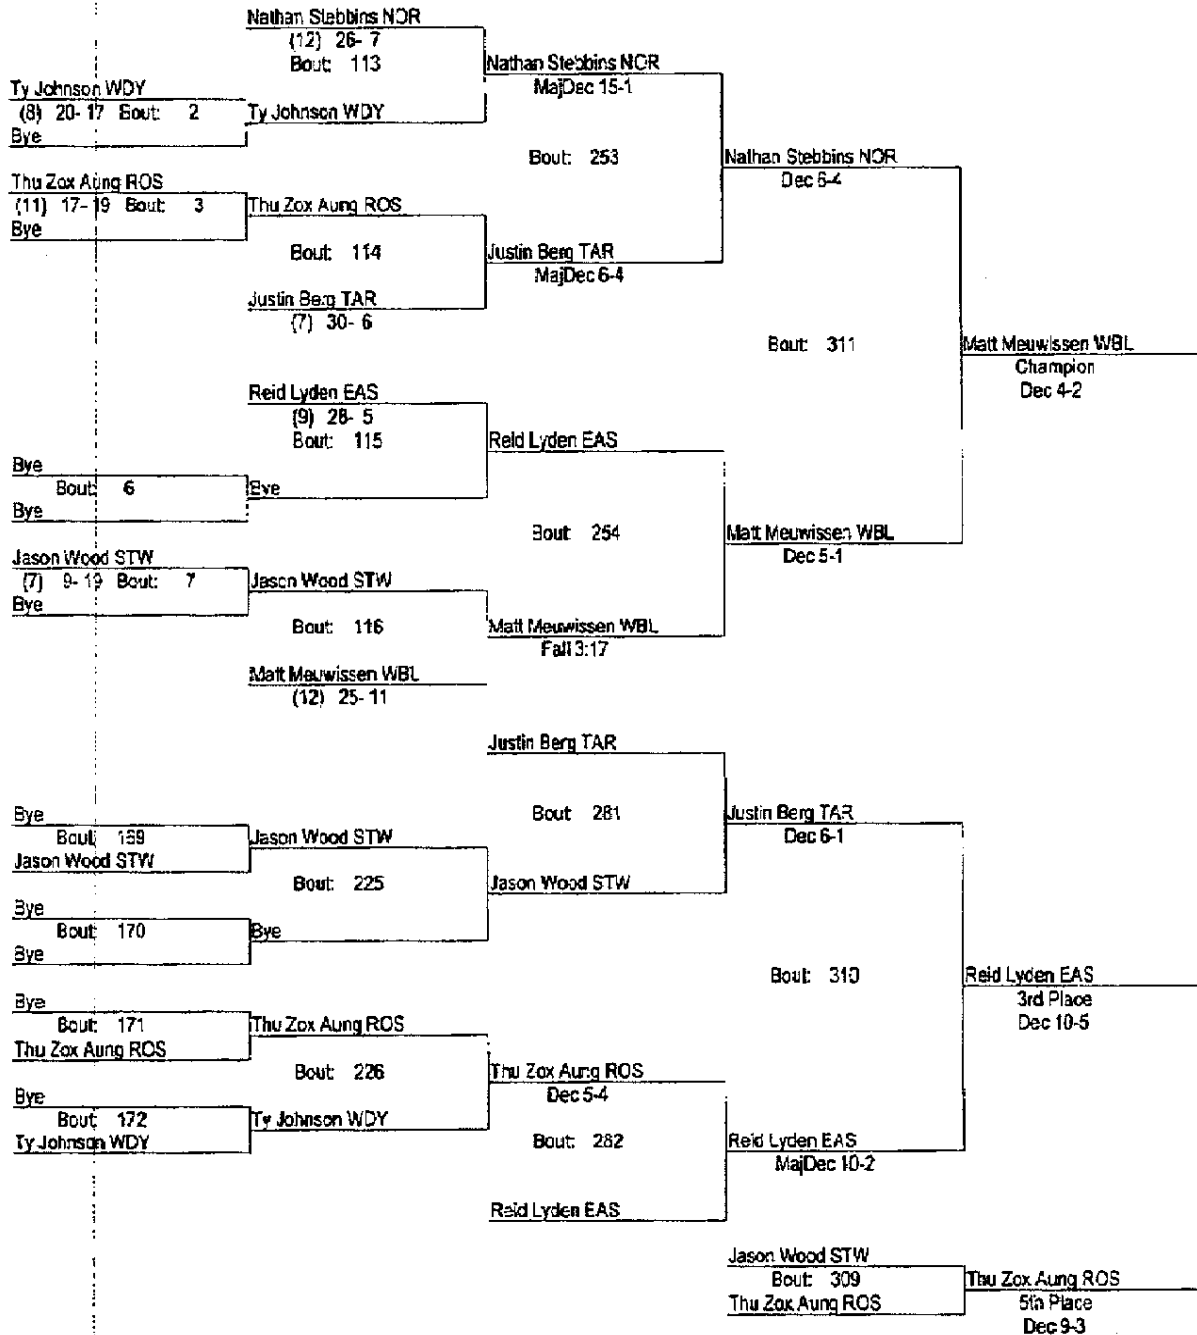 Nathan Stebbins NOR
(12) 26- 7
Bout: 113
Nathan Stebbins NOR
MajDec 15-1
Ty Johnson WDY
(8) 20- 17 Bout: 2
Bye
Ty Johnson WDY
Bout: 253
Nathan Stebbins NOR
Dec 6-4
Thu Zox Aung ROS
(11) 17- 19 Bout: 3
Bye
Thu Zox Aung ROS
Bout: 114
Justin Berg TAR
MajDec 6-4
Justin Berg TAR
(7) 30- 6
Bout: 311
Matt Meuwissen WBL
Champion
Dec 4-2
Reid Lyden EAS
(9) 28- 5
Bout: 115
Reid Lyden EAS
Bye
Bout: 6
Bye
Bye
Bout: 254
Matt Meuwissen WBL
Dec 5-1
Jason Wood STW
(7) 9- 19 Bout: 7
Bye
Jason Wood STW
Bout: 116
Matt Meuwissen WBL
Fall 3:17
Matt Meuwissen WBL
(12) 25- 11
Justin Berg TAR
Bout: 281
Justin Berg TAR
Dec 6-1
Bye
Bout: 169
Jason Wood STW
Jason Wood STW
Bout: 225
Jason Wood STW
Bye
Bout: 170
Bye
Bye
Bout: 310
Reid Lyden EAS
3rd Place
Dec 10-5
Bye
Bout: 171
Thu Zox Aung ROS
Thu Zox Aung ROS
Bout: 226
Thu Zox Aung ROS
Dec 5-4
Bye
Bout: 172
Ty Johnson WDY
Ty Johnson WDY
Bout: 282
Reid Lyden EAS
MajDec 10-2
Reid Lyden EAS
Jason Wood STW
Bout: 309
Thu Zox Aung ROS
Thu Zox Aung ROS
5th Place
Dec 9-3